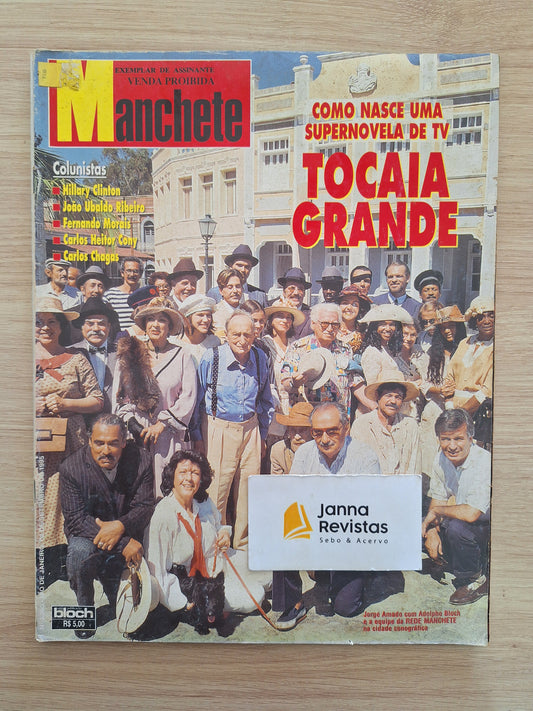 EXEMPLAR DE ASSINANTE
VENDA PROIBIDA
Manchete
COMO NASCE UMA
SUPERNOVELA DE TV
TOCAIA
GRANDE
Colunistas
Hillary Clinton
João Ubaldo Ribeiro
Fernando Morais
Carlos Heitor Cony
Carlos Chagas
Janna
Revistas
Sebo & Acervo
bloch
R$ 5,00
Jorge Amado com Adolpho Bloch
e a equipe da REDE MANCHETE
na cidade cenográfica